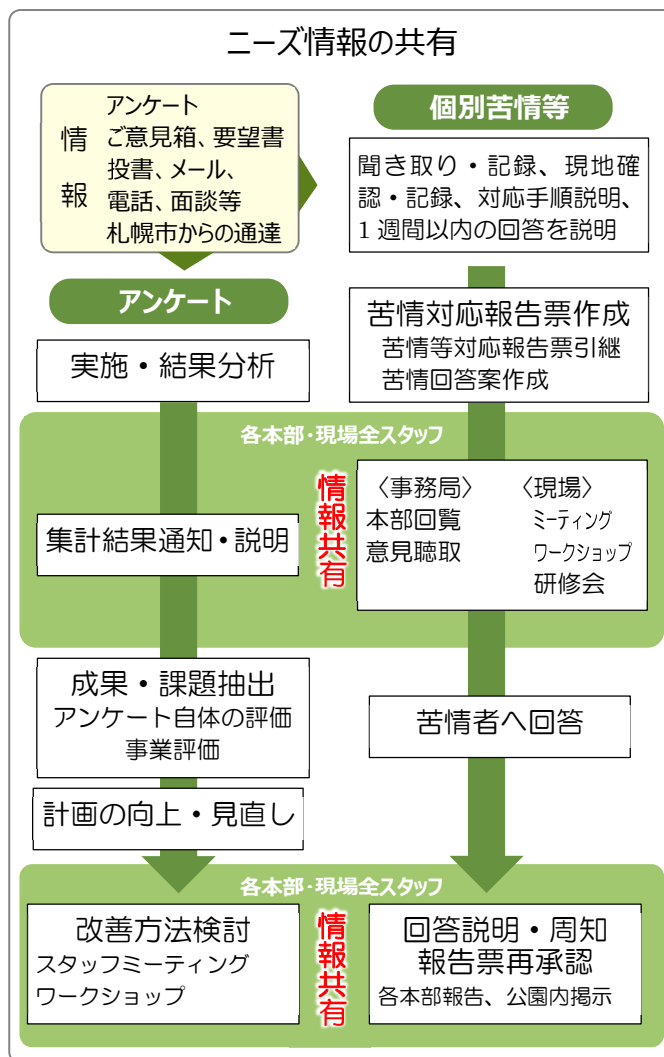 ニーズ情報の共有
情報
アンケート
ご意見箱、要望書
投書、メール、
電話、面談等
札幌市からの通達
個別苦情等
聞き取り・記録、現地確
認・記録、対応手順説明、
1週間以内の回答を説明
アンケート
実施・結果分析
苦情対応報告票作成
苦情等対応報告票引継
苦情回答案作成
各本部・現場全スタッフ
集計結果通知・説明
情報共有
〈事務局〉 〈現場〉
本部回覧 ミーティング
意見聴取 ワークショップ
研修会
成果・課題抽出
アンケート自体の評価
事業評価
計画の向上・見直し
苦情者へ回答
各本部・現場全スタッフ
改善方法検討
スタッフミーティング
ワークショップ
情報共有
回答説明・周知
報告票再承認
各本部報告、公園内掲示